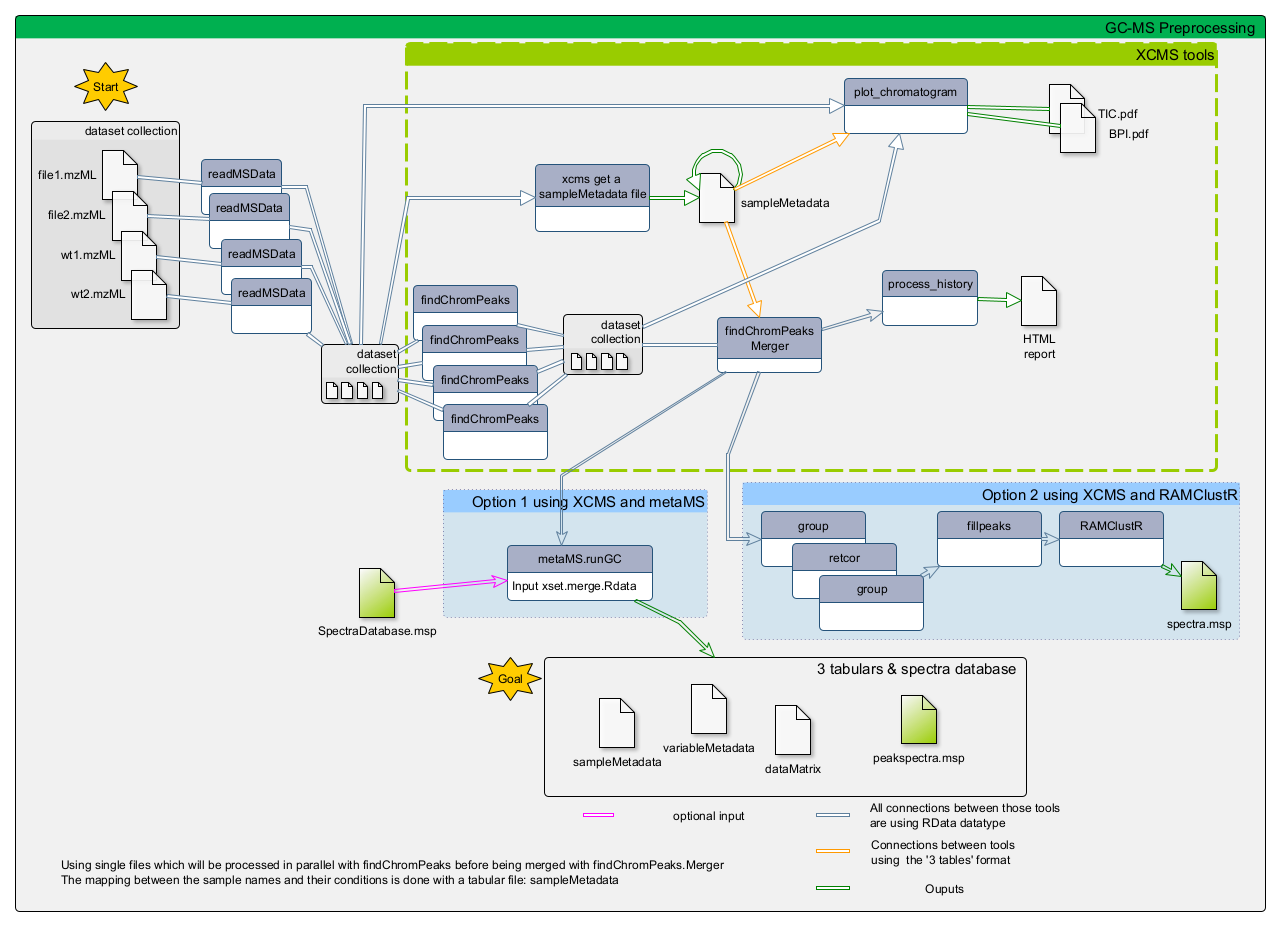 GC-MS Preprocessing
XCMS tools
Start
dataset collection
file1.mzML
file2.mzML
wt1.mzML
wt2.mzML
readMSData
readMSData
readMSData
readMSData
dataset
collection
plot_chromatogram
TIC.pdf
BPI.pdf
xcms get a
sampleMetadata file
sampleMetadata
findChromPeaks
findChromPeaks
findChromPeaks
findChromPeaks
dataset
collection
findChromPeaks
Merger
process_history
HTML
report
Option 1 using XCMS and metaMS
metaMS.runGC
Input xset.merge.Rdata
SpectraDatabase.msp
Option 2 using XCMS and RAMClustR
group
retcor
group
fillpeaks
RAMClustR
spectra.msp
Goal
3 tabulars & spectra database
sampleMetadata
variableMetadata
dataMatrix
peakspectra.msp
optional input
All connections between those tools
are using RData datatype
Connections between tools
using the '3 tables' format
Ouputs
Using single files which will be processed in parallel with findChromPeaks before being merged with findChromPeaks.Merger
The mapping between the sample names and their conditions is done with a tabular file: sampleMetadata